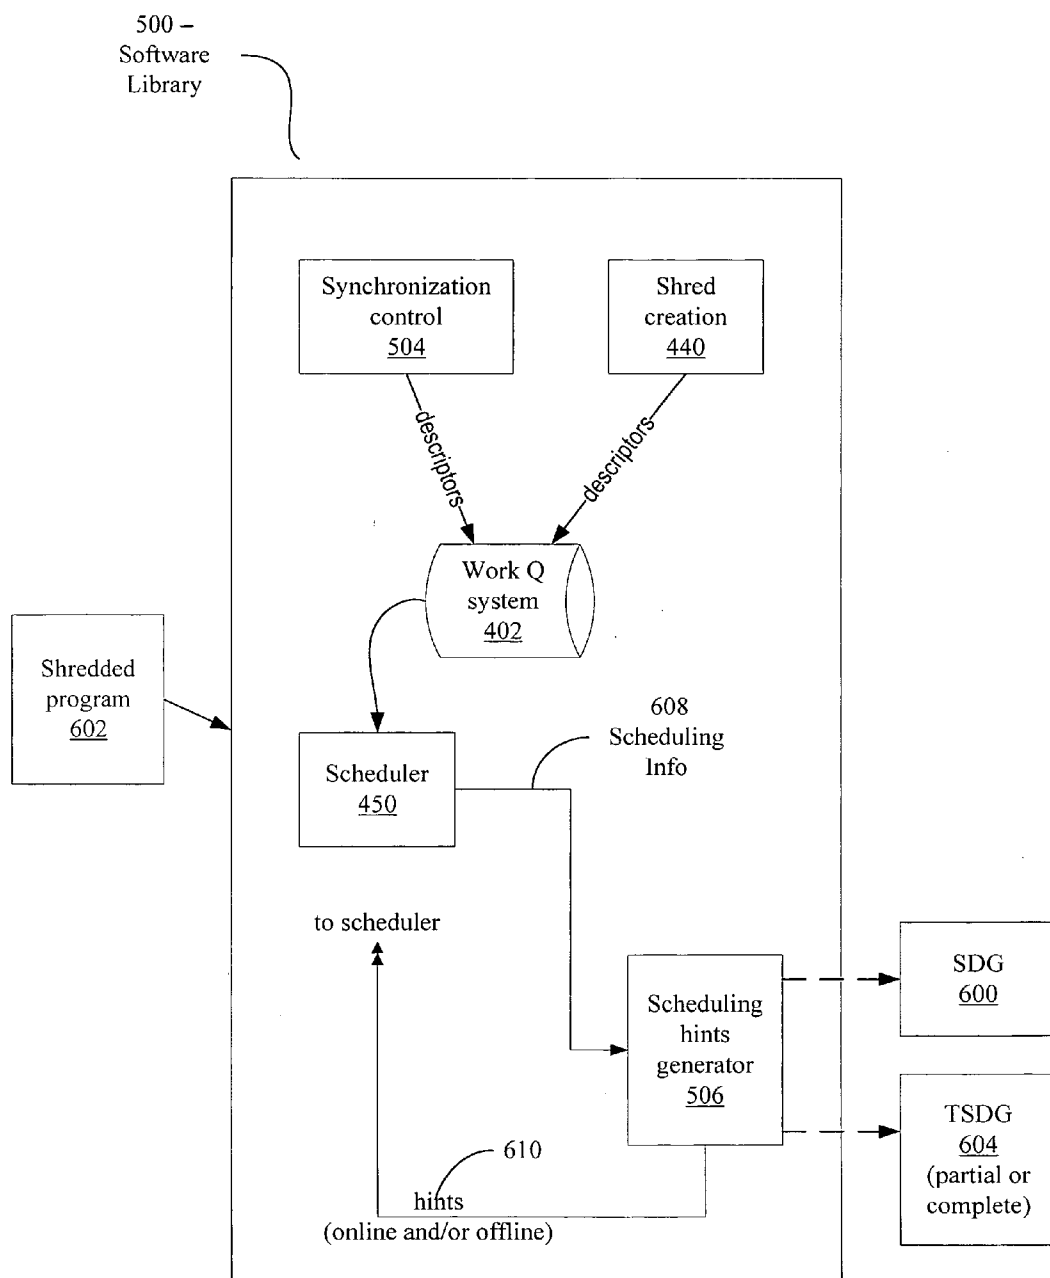 500 –
Software
Library
Synchronization
control
504
Shred
creation
440
descriptors
descriptors
Work Q
system
402
Shredded
program
602
608
Scheduling
Info
Scheduler
450
to scheduler
Scheduling
hints
generator
506
SDG
600
TSDG
604
(partial or
complete)
610
hints
(online and/or offline)